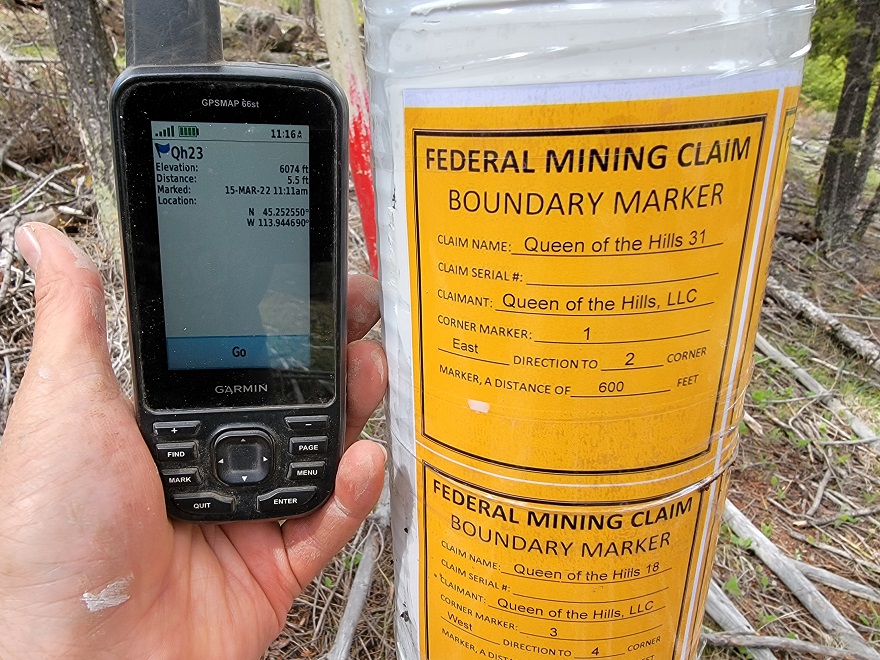 GPSMAP 66st
11:16A
Qh23
Elevation: 6074 ft
Distance: 5.5 ft
Marked: 15-MAR-22 11:11am
Location:
N 45.252550°
W 113.944690°
Go
GARMIN
+ -
FIND PAGE
MARK MENU
QUIT ENTER
FEDERAL MINING CLAIM
BOUNDARY MARKER
CLAIM NAME: Queen of the Hills 31
CLAIM SERIAL #:
CLAIMANT: Queen of the Hills, LLC
CORNER MARKER: 1
East DIRECTION TO 2 CORNER
MARKER, A DISTANCE OF 600 FEET
FEDERAL MINING CLAIM
BOUNDARY MARKER
CLAIM NAME: Queen of the Hills 18
CLAIM SERIAL #:
CLAIMANT: Queen of the Hills, LLC
CORNER MARKER: 3
West DIRECTION TO 4 CORNER
MARKER, A